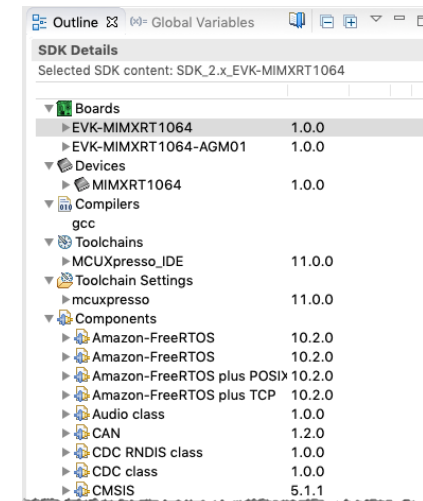 Outline (x)= Global Variables
SDK Details
Selected SDK content: SDK_2.x_EVK-MIMXRT1064
Boards
EVK-MIMXRT1064 1.0.0
EVK-MIMXRT1064-AGM01 1.0.0
Devices
MIMXRT1064 1.0.0
Compilers
gcc
Toolchains
MCUXpresso_IDE 11.0.0
Toolchain Settings
mcuxpresso 11.0.0
Components
Amazon-FreeRTOS 10.2.0
Amazon-FreeRTOS 10.2.0
Amazon-FreeRTOS plus POSIX 10.2.0
Amazon-FreeRTOS plus TCP 10.2.0
Audio class 1.0.0
CAN 1.2.0
CDC RNDIS class 1.0.0
CDC class 1.0.0
CMSIS 5.1.1